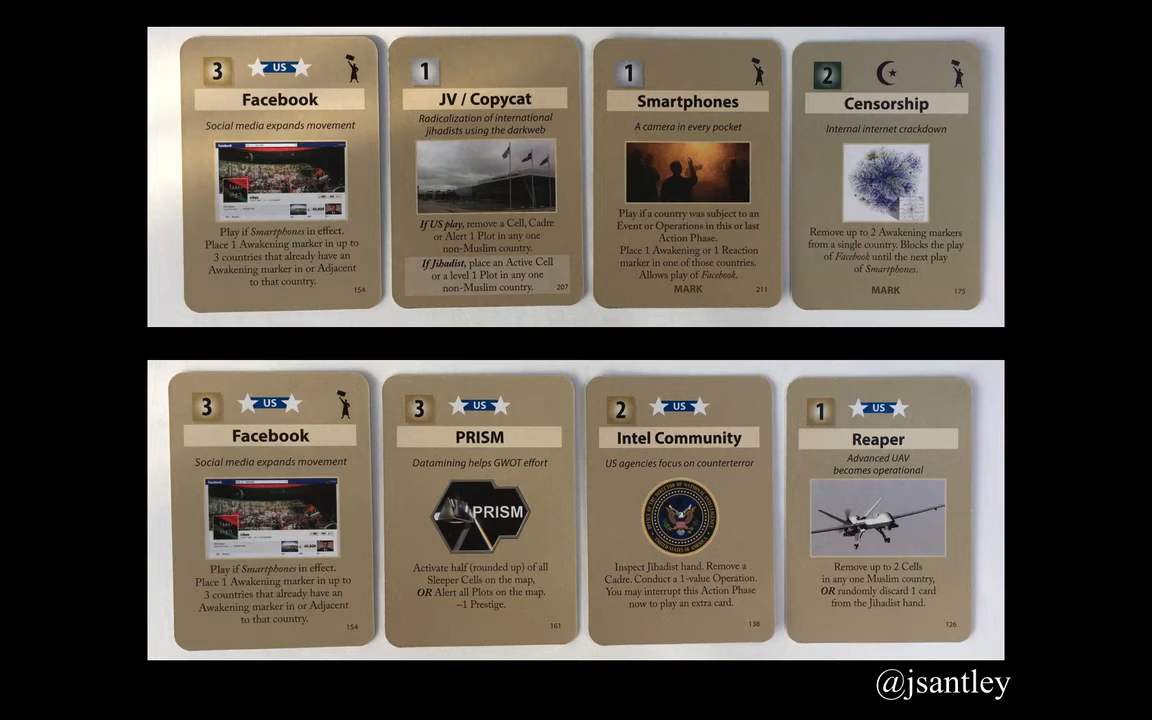 3
US
Facebook
Social media expands movement
Play if Smartphones in effect.
Place 1 Awakening marker in up to
3 countries that already have an
Awakening marker in or Adjacent
to that country.
154
1
JV / Copycat
Radicalization of international
jihadists using the darkweb
If US play, remove a Cell, Cadre
or Alert 1 Plot in any one
non-Muslim country.
If Jihadist, place an Active Cell
or a level 1 Plot in any one
non-Muslim country.
207
1
Smartphones
A camera in every pocket
Play if a country was subject to an
Event or Operations in this or last
Action Phase.
Place 1 Awakening or 1 Reaction
marker in one of those countries.
Allows play of Facebook.
MARK
211
2
Censorship
Internal internet crackdown
Remove up to 2 Awakening markers
from a single country. Blocks the play
of Facebook until the next play
of Smartphones.
MARK
175
3
US
Facebook
Social media expands movement
Play if Smartphones in effect.
Place 1 Awakening marker in up to
3 countries that already have an
Awakening marker in or Adjacent
to that country.
154
3
US
PRISM
Datamining helps GWOT effort
PRISM
Activate half (rounded up) of all
Sleeper Cells on the map,
OR Alert all Plots on the map.
–1 Prestige.
161
2
US
Intel Community
US agencies focus on counterterror
Inspect Jihadist hand. Remove a
Cadre. Conduct a 1-value Operation.
You may interrupt this Action Phase
now to play an extra card.
138
1
US
Reaper
Advanced UAV
becomes operational
Remove up to 2 Cells
in any one Muslim country,
OR randomly discard 1 card
from the Jihadist hand.
126
@jsantley